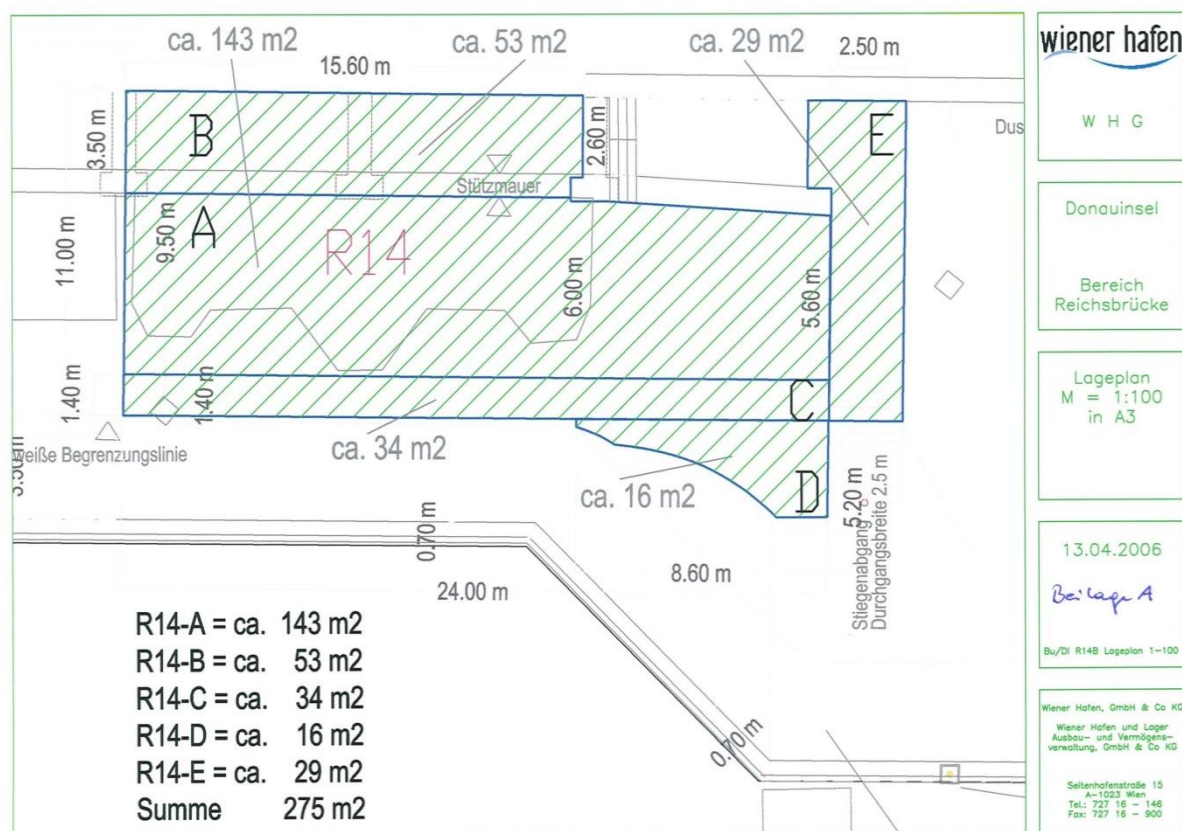 ca. 143 m2
ca. 53 m2
ca. 29 m2
2.50 m
15.60 m
B
3.50 m
2.60 m
E
Dus
Stützmauer
A
R14
11.00 m
9.50 m
6.00 m
5.60 m
1.40 m
1.40 m
C
weiße Begrenzungslinie
3.50m
ca. 34 m2
ca. 16 m2
D
5.20 m
Stiegenabgang
Durchgangsbreite 2.5 m
0.70 m
24.00 m
8.60 m
0.70 m
R14-A = ca. 143 m2
R14-B = ca. 53 m2
R14-C = ca. 34 m2
R14-D = ca. 16 m2
R14-E = ca. 29 m2
Summe 275 m2
wiener hafen
W H G
Donauinsel
Bereich
Reichsbrücke
Lageplan
M = 1:100
in A3
13.04.2006
Beilage A
Bu/DI R14B Lageplan 1-100
Wiener Hafen, GmbH & Co KG
Wiener Hafen und Lager
Ausbau- und Vermögens-
verwaltung, GmbH & Co KG
Seitenhafenstraße 15
A-1023 Wien
Tel.: 727 16 - 146
Fax: 727 16 - 900